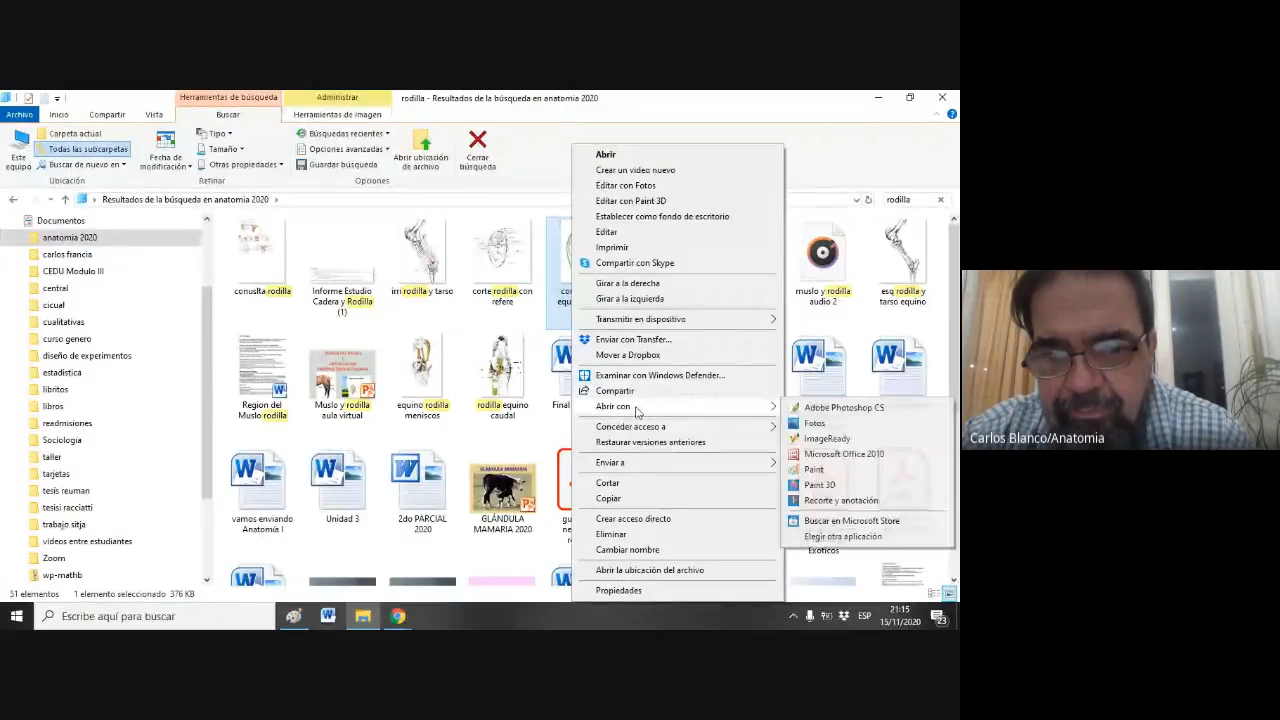 Herramientas de búsqueda
Administrar
rodilla - Resultados de la búsqueda en anatomia 2020
Archivo
Inicio
Compartir
Vista
Buscar
Herramientas de imagen
Este equipo
Carpeta actual
Todas las subcarpetas
Buscar de nuevo en
Ubicación
Fecha de modificación
Tipo
Tamaño
Otras propiedades
Refinar
Búsquedas recientes
Opciones avanzadas
Guardar búsqueda
Opciones
Abrir ubicación de archivo
Cerrar búsqueda
Resultados de la búsqueda en anatomia 2020
rodilla
Documentos
anatomia 2020
carlos francia
CEDU Modulo III
central
cicual
cualitativas
curso genero
diseño de experimentos
estadistica
libritos
libros
readmisiones
Sociología
taller
tarjetas
tesis reuman
tesis racciatti
trabajo sitja
videos entre estudiantes
Zoom
wp-mathb
conuslta rodilla
Informe Estudio Cadera y Rodilla (1)
irri rodilla y tarso
corte rodilla con refere
muslo y rodilla audio 2
esq rodilla y tarso equino
Region del Muslo rodilla
Muslo y rodilla aula virtual
equino rodilla meniscos
rodilla equino caudal
Final
vamos enviando Anatomía I
Unidad 3
2do PARCIAL 2020
GLÁNDULA MAMARIA
GLÁNDULA MAMARIA 2020
Exoticos
Abrir
Crear un video nuevo
Editar con Fotos
Editar con Paint 3D
Establecer como fondo de escritorio
Editar
Imprimir
Compartir con Skype
Girar a la derecha
Girar a la izquierda
Transmitir en dispositivo
Enviar con Transfer...
Mover a Dropbox
Examinar con Windows Defender...
Compartir
Abrir con
Conceder acceso a
Restaurar versiones anteriores
Enviar a
Cortar
Copiar
Crear acceso directo
Eliminar
Cambiar nombre
Abrir la ubicación del archivo
Propiedades
Adobe Photoshop CS
Fotos
ImageReady
Microsoft Office 2010
Paint
Paint 3D
Recorte y anotación
Buscar en Microsoft Store
Elegir otra aplicación
51 elementos
1 elemento seleccionado 376 KB
Escribe aquí para buscar
ESP
21:15
15/11/2020
23
Carlos Blanco/Anatomia